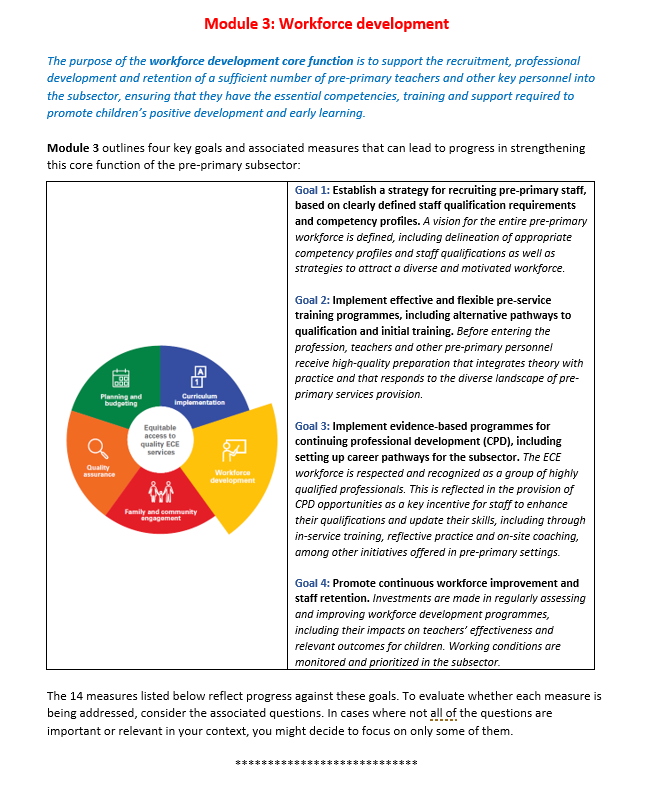 Module 3: Workforce development
The purpose of the workforce development core function is to support the recruitment, professional
development and retention of a sufficient number of pre-primary teachers and other key personnel into
the subsector, ensuring that they have the essential competencies, training and support required to
promote children's positive development and early learning.
Module 3 outlines four key goals and associated measures that can lead to progress in strengthening
this core function of the pre-primary subsector:
Planning and
budgeting
Curriculum
implementation
Equitable
access to
quality ECE
services
Quality
assurance
Workforce
development
Family and community
engagement
Goal 1: Establish a strategy for recruiting pre-primary staff,
based on clearly defined staff qualification requirements
and competency profiles. A vision for the entire pre-primary
workforce is defined, including delineation of appropriate
competency profiles and staff qualifications as well as
strategies to attract a diverse and motivated workforce.
Goal 2: Implement effective and flexible pre-service
training programmes, including alternative pathways to
qualification and initial training. Before entering the
profession, teachers and other pre-primary personnel
receive high-quality preparation that integrates theory with
practice and that responds to the diverse landscape of pre-
primary services provision.
Goal 3: Implement evidence-based programmes for
continuing professional development (CPD), including
setting up career pathways for the subsector. The ECE
workforce is respected and recognized as a group of highly
qualified professionals. This is reflected in the provision of
CPD opportunities as a key incentive for staff to enhance
their qualifications and update their skills, including through
in-service training, reflective practice and on-site coaching,
among other initiatives offered in pre-primary settings.
Goal 4: Promote continuous workforce improvement and
staff retention. Investments are made in regularly assessing
and improving workforce development programmes,
including their impacts on teachers' effectiveness and
relevant outcomes for children. Working conditions are
monitored and prioritized in the subsector.
The 14 measures listed below reflect progress against these goals. To evaluate whether each measure is
being addressed, consider the associated questions. In cases where not all of the questions are
important or relevant in your context, you might decide to focus on only some of them.
****************************